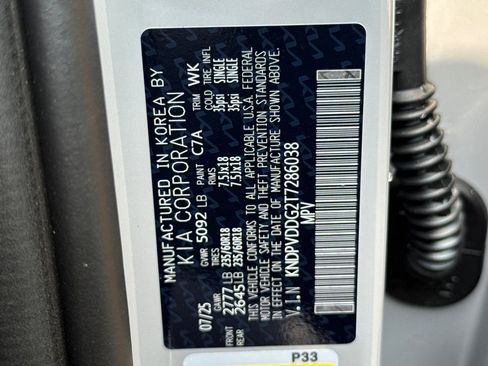 MANUFACTURED IN KOREA BY
KIA CORPORATION
07/25 GVWR 5092 LB PAINT C7A TRIM WK
GAWR TIRES RIMS COLD TIRE INFL
FRONT 2777 LB 235/60R18 7.5Jx18 35psi SINGLE
REAR 2645 LB 235/60R18 7.5Jx18 35psi SINGLE
THIS VEHICLE CONFORMS TO ALL APPLICABLE U.S.A. FEDERAL
MOTOR VEHICLE SAFETY AND THEFT PREVENTION STANDARDS
IN EFFECT ON THE DATE OF MANUFACTURE SHOWN ABOVE.
V.I.N KNDPVDDG2T7286038
MPV
P33